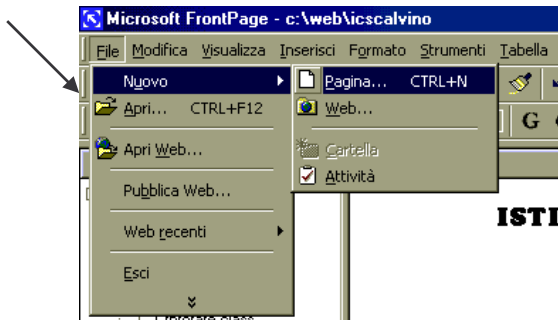 Microsoft FrontPage - c:\web\icscalvino
File Modifica Visualizza Inserisci Formato Strumenti Tabella
Nuovo
Pagina... CTRL+N
Apri... CTRL+F12
Web...
G
Apri Web...
Cartella
Attività
Pubblica Web...
ISTI
Web recenti
Esci